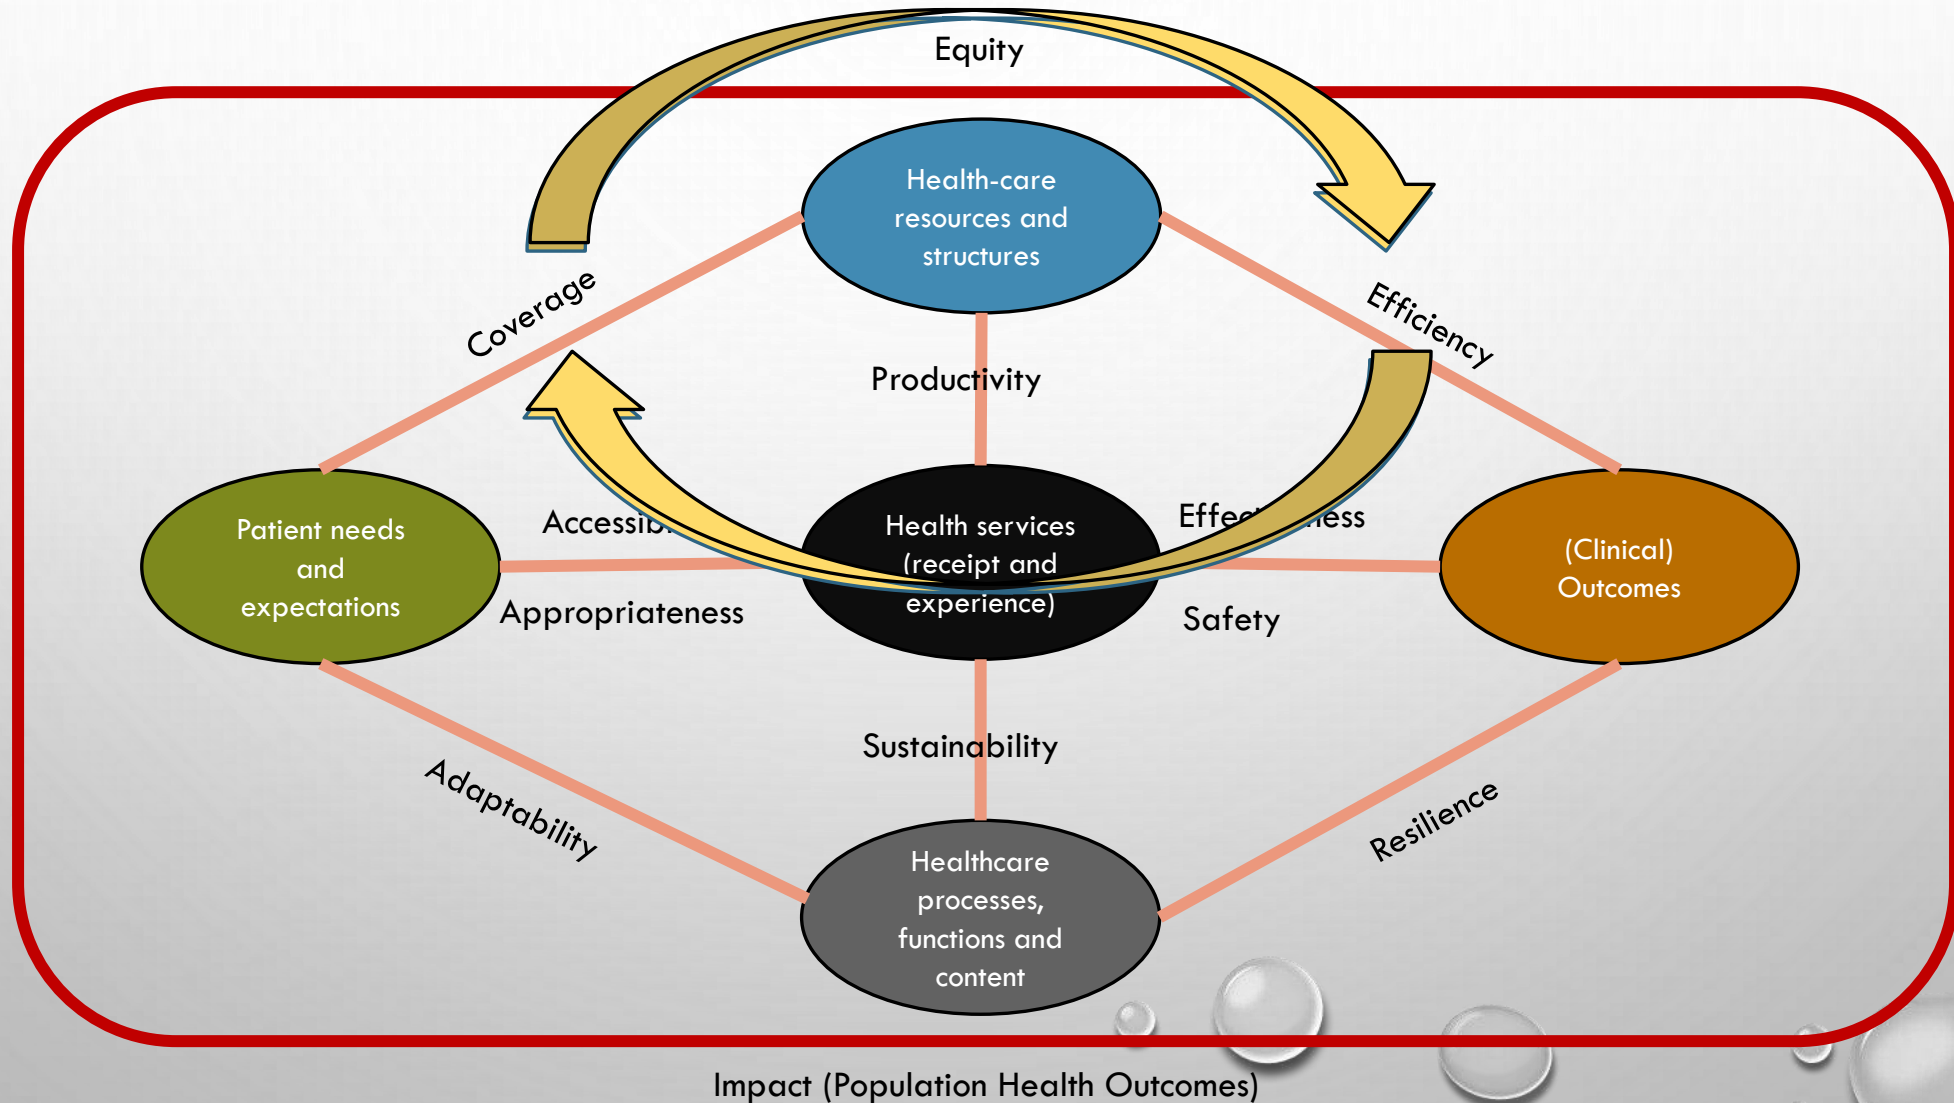 Equity
Health-care
resources and
structures
Coverage
Efficiency
Productivity
Patient needs
and
expectations
Health services
(receipt and
experience)
(Clinical)
Outcomes
Appropriateness
Safety
Sustainability
Adaptability
Resilience
Healthcare
processes,
functions and
content
Impact (Population Health Outcomes)